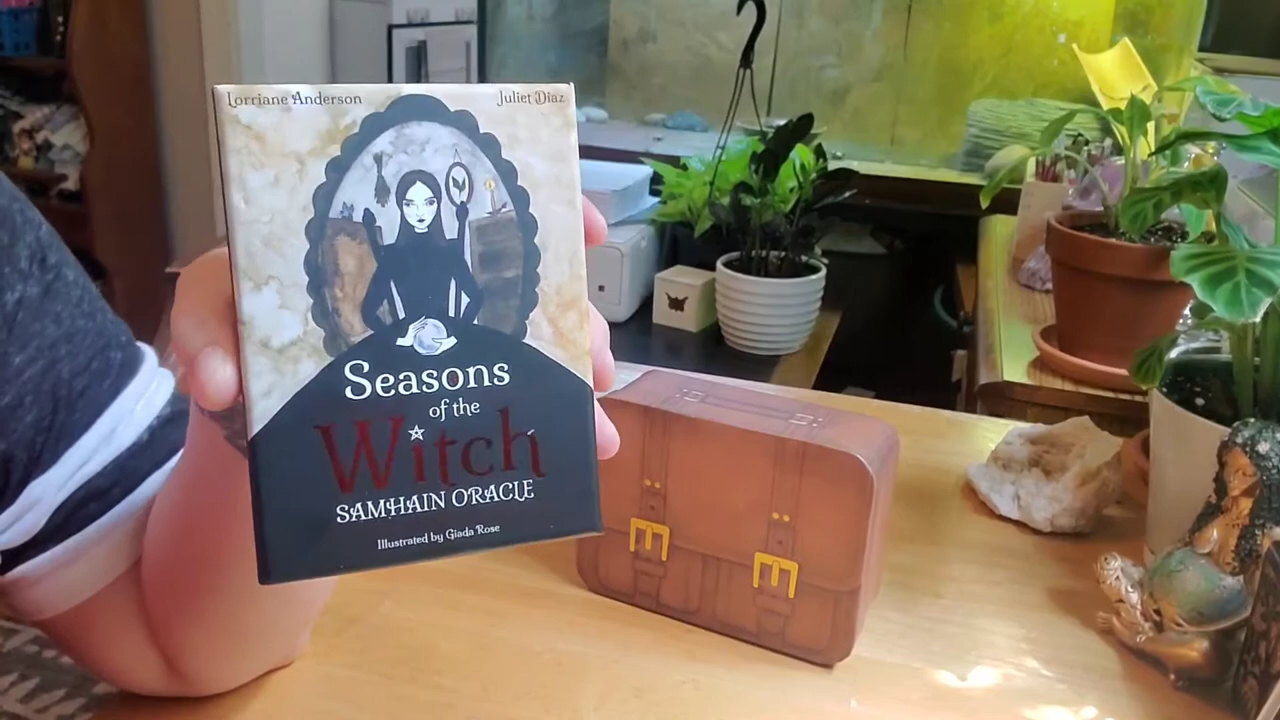 Lorriane Anderson
Juliet Diaz
Seasons
of the
Witch
SAMHAIN ORACLE
Illustrated by Giada Rose